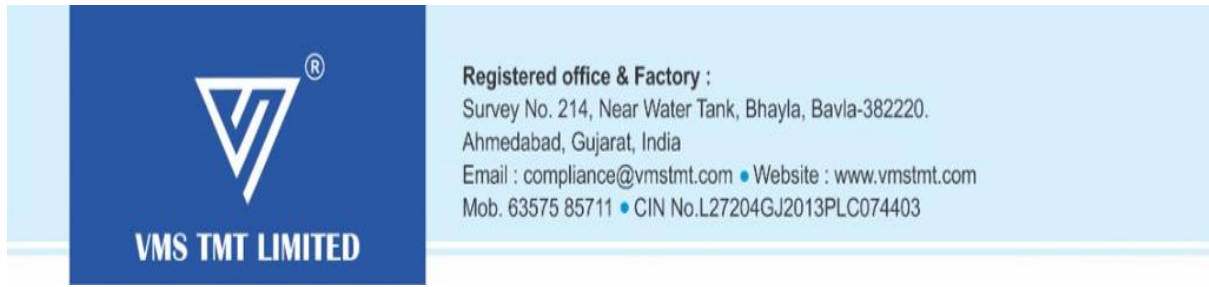 ®
VMS TMT LIMITED
Registered office & Factory :
Survey No. 214, Near Water Tank, Bhayla, Bavla-382220.
Ahmedabad, Gujarat, India
Email : compliance@vmstmt.com ● Website : www.vmstmt.com
Mob. 63575 85711 ● CIN No.L27204GJ2013PLC074403